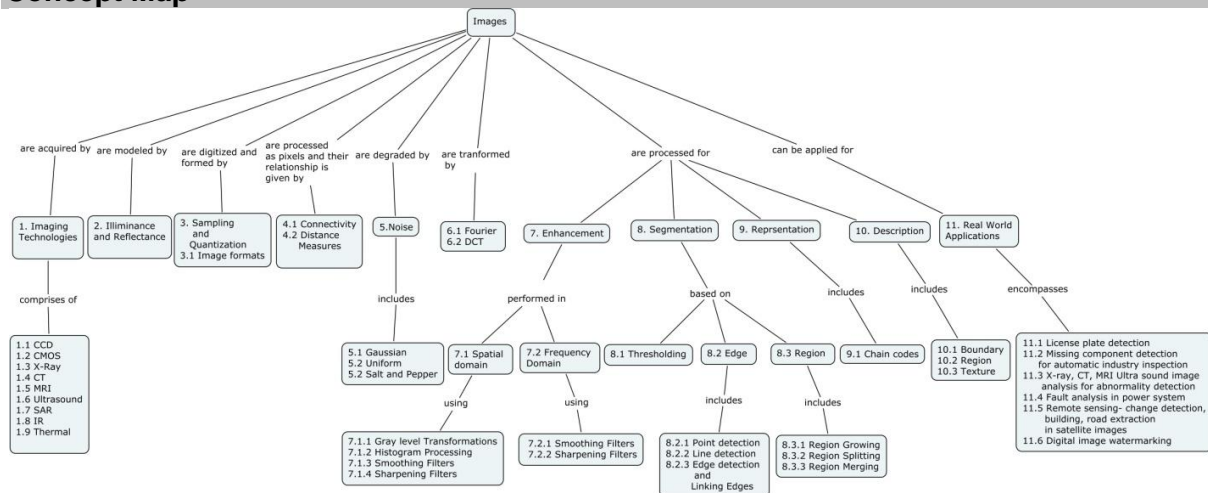 Concept Map
Images
are acquired by
are modeled by
are digitized and
formed by
are processed
as pixels and their
relationship is
given by
are degraded by
are tranformed
by
are processed for
can be applied for
1. Imaging
Technologies
2. Illiminance
and Reflectance
3. Sampling
and
Quantization
3.1 Image formats
4.1 Connectivity
4.2 Distance
Measures
5.Noise
6.1 Fourier
6.2 DCT
7. Enhancement
8. Segmentation
9. Reprsentation
10. Description
11. Real World
Applications
comprises of
includes
performed in
based on
includes
includes
encompasses
1.1 CCD
1.2 CMOS
1.3 X-Ray
1.4 CT
1.5 MRI
1.6 Ultrasound
1.7 SAR
1.8 IR
1.9 Thermal
5.1 Gaussian
5.2 Uniform
5.2 Salt and Pepper
7.1 Spatial
domain
7.2 Frequency
Domain
8.1 Thresholding
8.2 Edge
8.3 Region
9.1 Chain codes
10.1 Boundary
10.2 Region
10.3 Texture
11.1 License plate detection
11.2 Missing component detection
for automatic industry inspection
11.3 X-ray, CT, MRI Ultra sound image
analysis for abnormality detection
11.4 Fault analysis in power system
11.5 Remote sensing- change detection,
building, road extraction
in satellite images
11.6 Digital image watermarking
using
using
includes
includes
7.1.1 Gray level Transformations
7.1.2 Histogram Processing
7.1.3 Smoothing Filters
7.1.4 Sharpening Filters
7.2.1 Smoothing Filters
7.2.2 Sharpening Filters
8.2.1 Point detection
8.2.2 Line detection
8.2.3 Edge detection
and
Linking Edges
8.3.1 Region Growing
8.3.2 Region Splitting
8.3.3 Region Merging